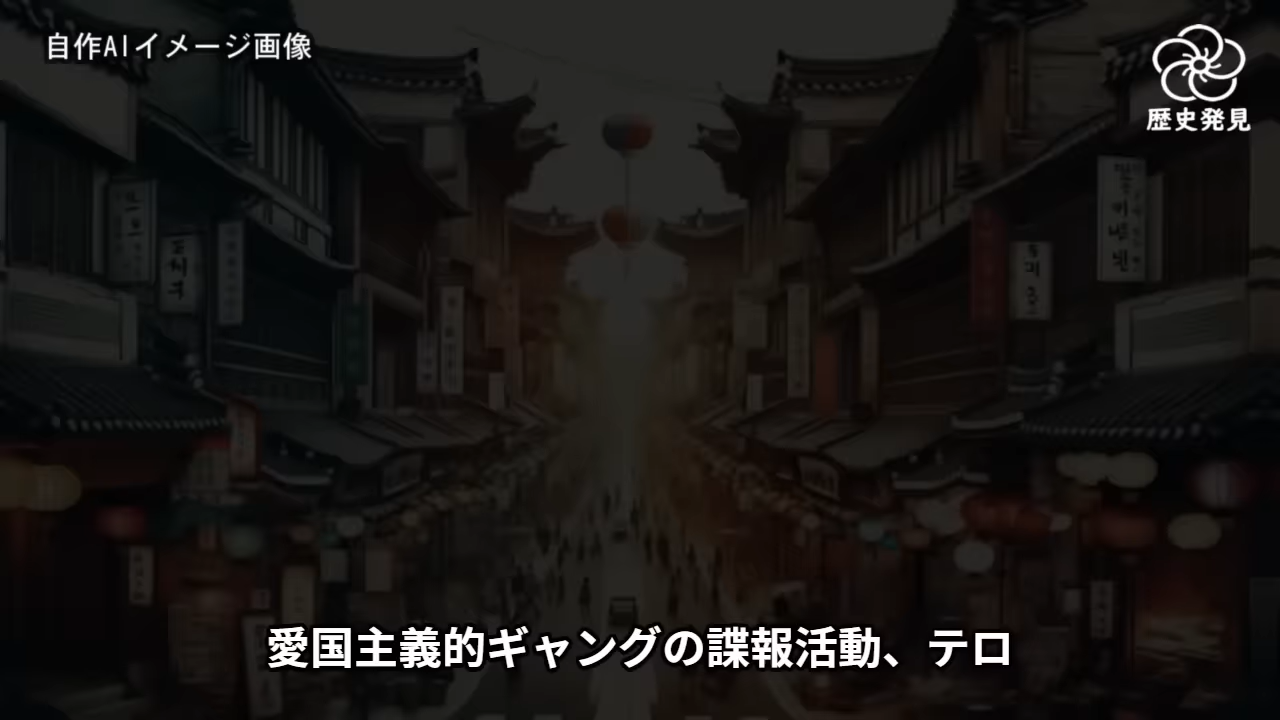 自作AIイメージ画像
歴史発見
愛国主義的ギャングの諜報活動、テロ